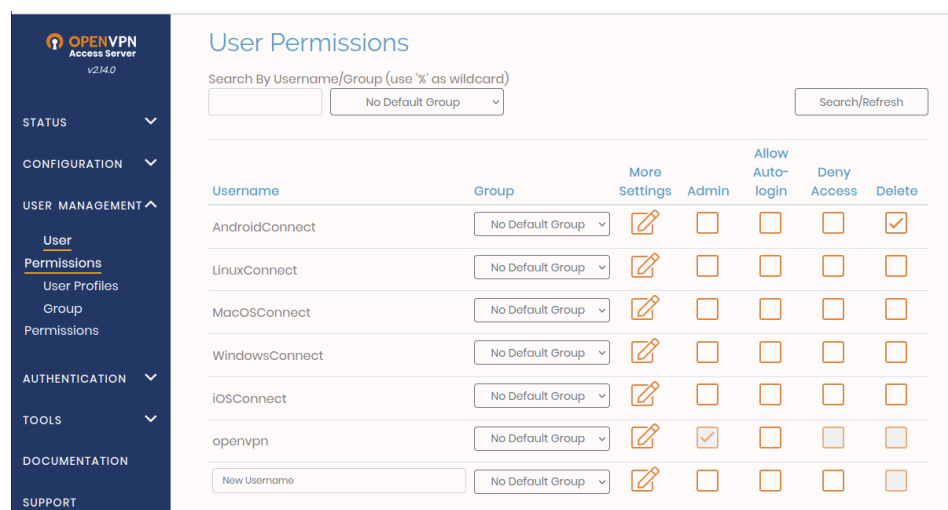 OPENVPN
Access Server
v2.14.0
STATUS
CONFIGURATION
USER MANAGEMENT
User
Permissions
User Profiles
Group
Permissions
AUTHENTICATION
TOOLS
DOCUMENTATION
SUPPORT
User Permissions
Search By Username/Group (use '%' as wildcard)
No Default Group Search/Refresh
Username Group More Settings Admin Allow Auto-login Deny Access Delete
AndroidConnect No Default Group
LinuxConnect No Default Group
MacOSConnect No Default Group
WindowsConnect No Default Group
iOSConnect No Default Group
openvpn No Default Group
New Username No Default Group